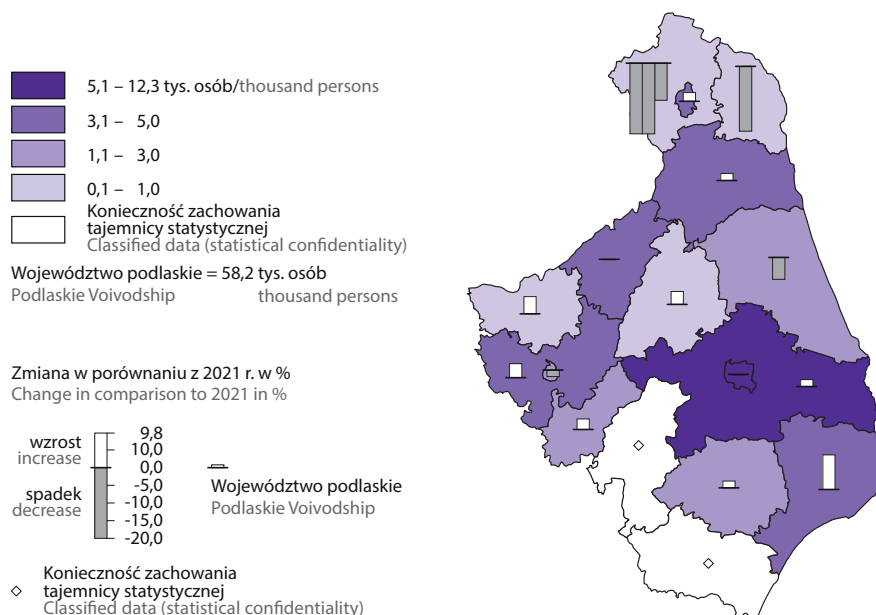 5,1 – 12,3 tys. osób/thousand persons
3,1 – 5,0
1,1 – 3,0
0,1 – 1,0
Konieczność zachowania
tajemnicy statystycznej
Classified data (statistical confidentiality)
Województwo podlaskie = 58,2 tys. osób
Podlaskie Voivodship thousand persons
Zmiana w porównaniu z 2021 r. w %
Change in comparison to 2021 in %
wzrost
increase
spadek
decrease
9,8
10,0
0,0
-5,0
-10,0
-15,0
-20,0
Województwo podlaskie
Podlaskie Voivodship
Konieczność zachowania
tajemnicy statystycznej
Classified data (statistical confidentiality)